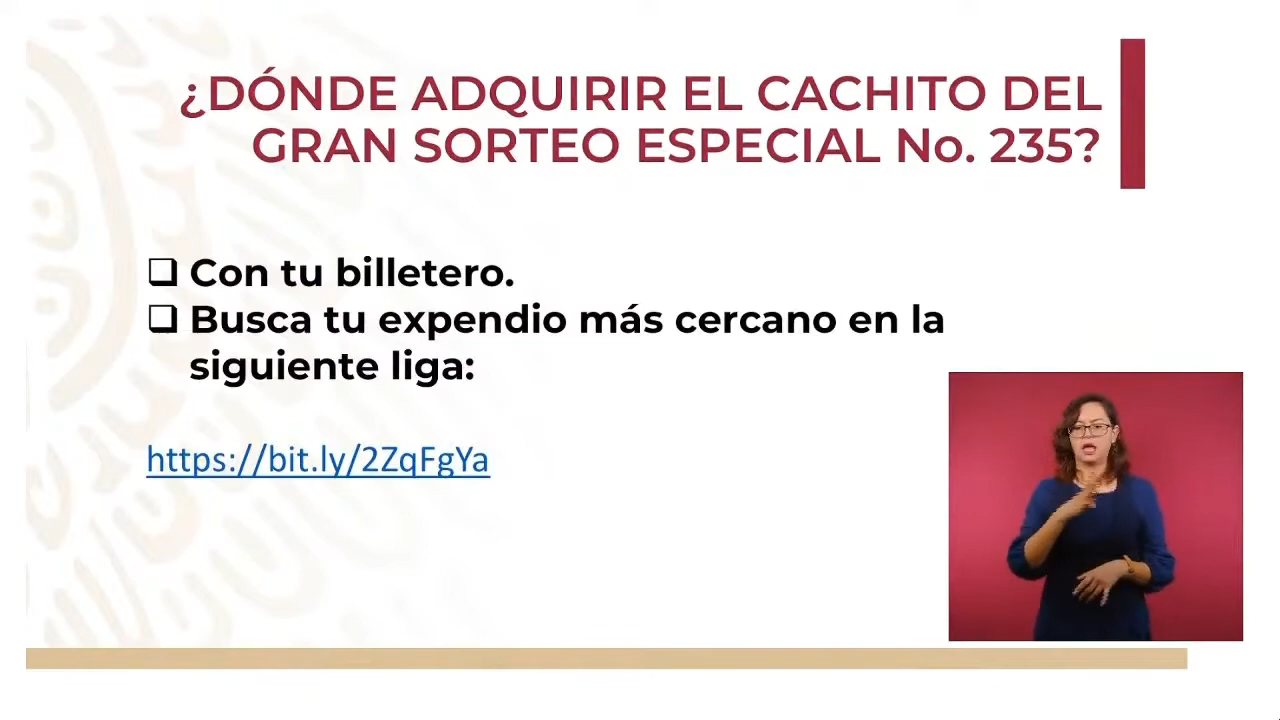 ¿DÓNDE ADQUIRIR EL CACHITO DEL
GRAN SORTEO ESPECIAL No. 235?
❑ Con tu billetero.
❑ Busca tu expendio más cercano en la
siguiente liga:
https://bit.ly/2ZqFgYa